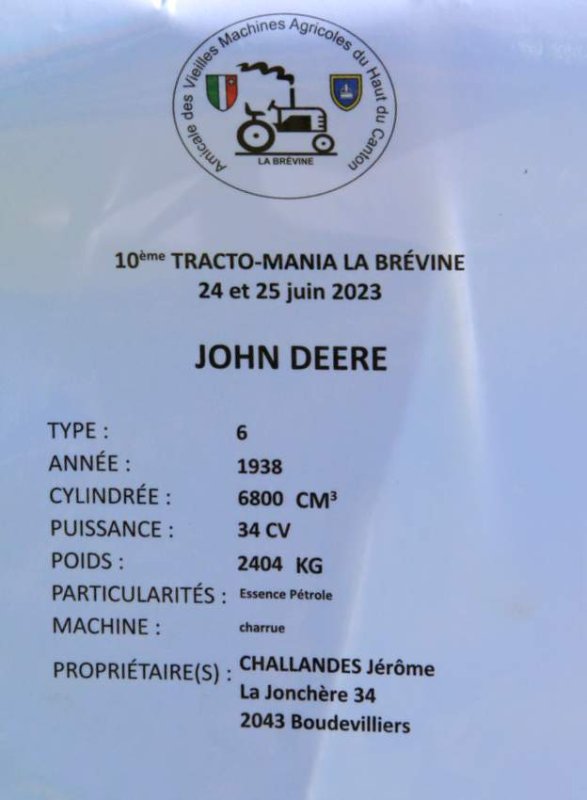 Amicale des Vieilles Machines Agricoles du Haut du Canton
LA BRÉVINE
10ème TRACTO-MANIA LA BRÉVINE
24 et 25 juin 2023
JOHN DEERE
TYPE : 6
ANNÉE : 1938
CYLINDRÉE : 6800 CM³
PUISSANCE : 34 CV
POIDS : 2404 KG
PARTICULARITÉS : Essence Pétrole
MACHINE : charrue
PROPRIÉTAIRE(S) : CHALLANDES Jérôme
La Jonchère 34
2043 Boudevilliers